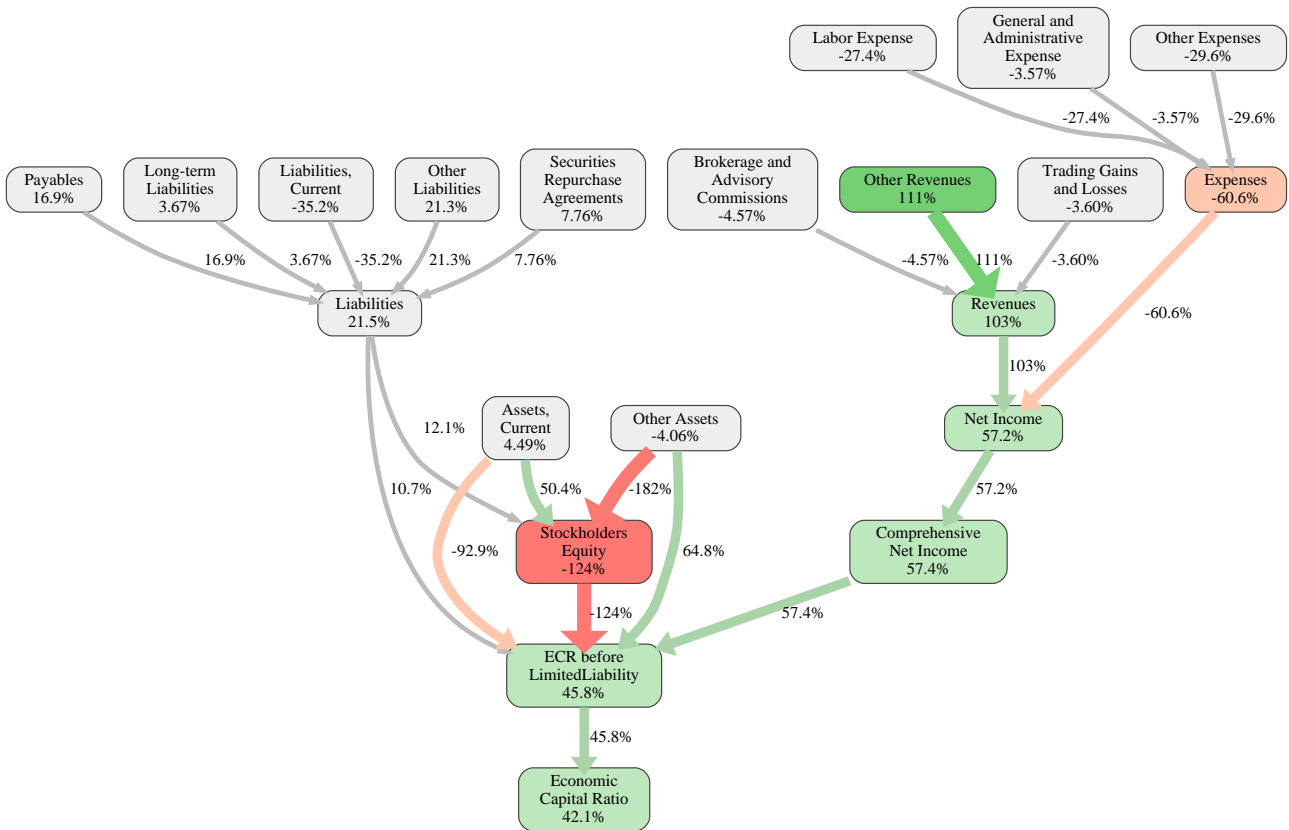 Labor Expense
-27.4%
General and
Administrative
Expense
-3.57%
Other Expenses
-29.6%
-27.4%
-3.57%
-29.6%
Payables
16.9%
Long-term
Liabilities
3.67%
Liabilities,
Current
-35.2%
Other
Liabilities
21.3%
Securities
Repurchase
Agreements
7.76%
Brokerage and
Advisory
Commissions
-4.57%
Other Revenues
111%
Trading Gains
and Losses
-3.60%
Expenses
-60.6%
16.9%
3.67%
-35.2%
21.3%
7.76%
-4.57%
111%
-3.60%
Liabilities
21.5%
Revenues
103%
-60.6%
103%
Assets,
Current
4.49%
Other Assets
-4.06%
Net Income
57.2%
12.1%
10.7%
50.4%
-182%
57.2%
Stockholders
Equity
-124%
Comprehensive
Net Income
57.4%
-92.9%
64.8%
-124%
57.4%
ECR before
LimitedLiability
45.8%
45.8%
Economic
Capital Ratio
42.1%